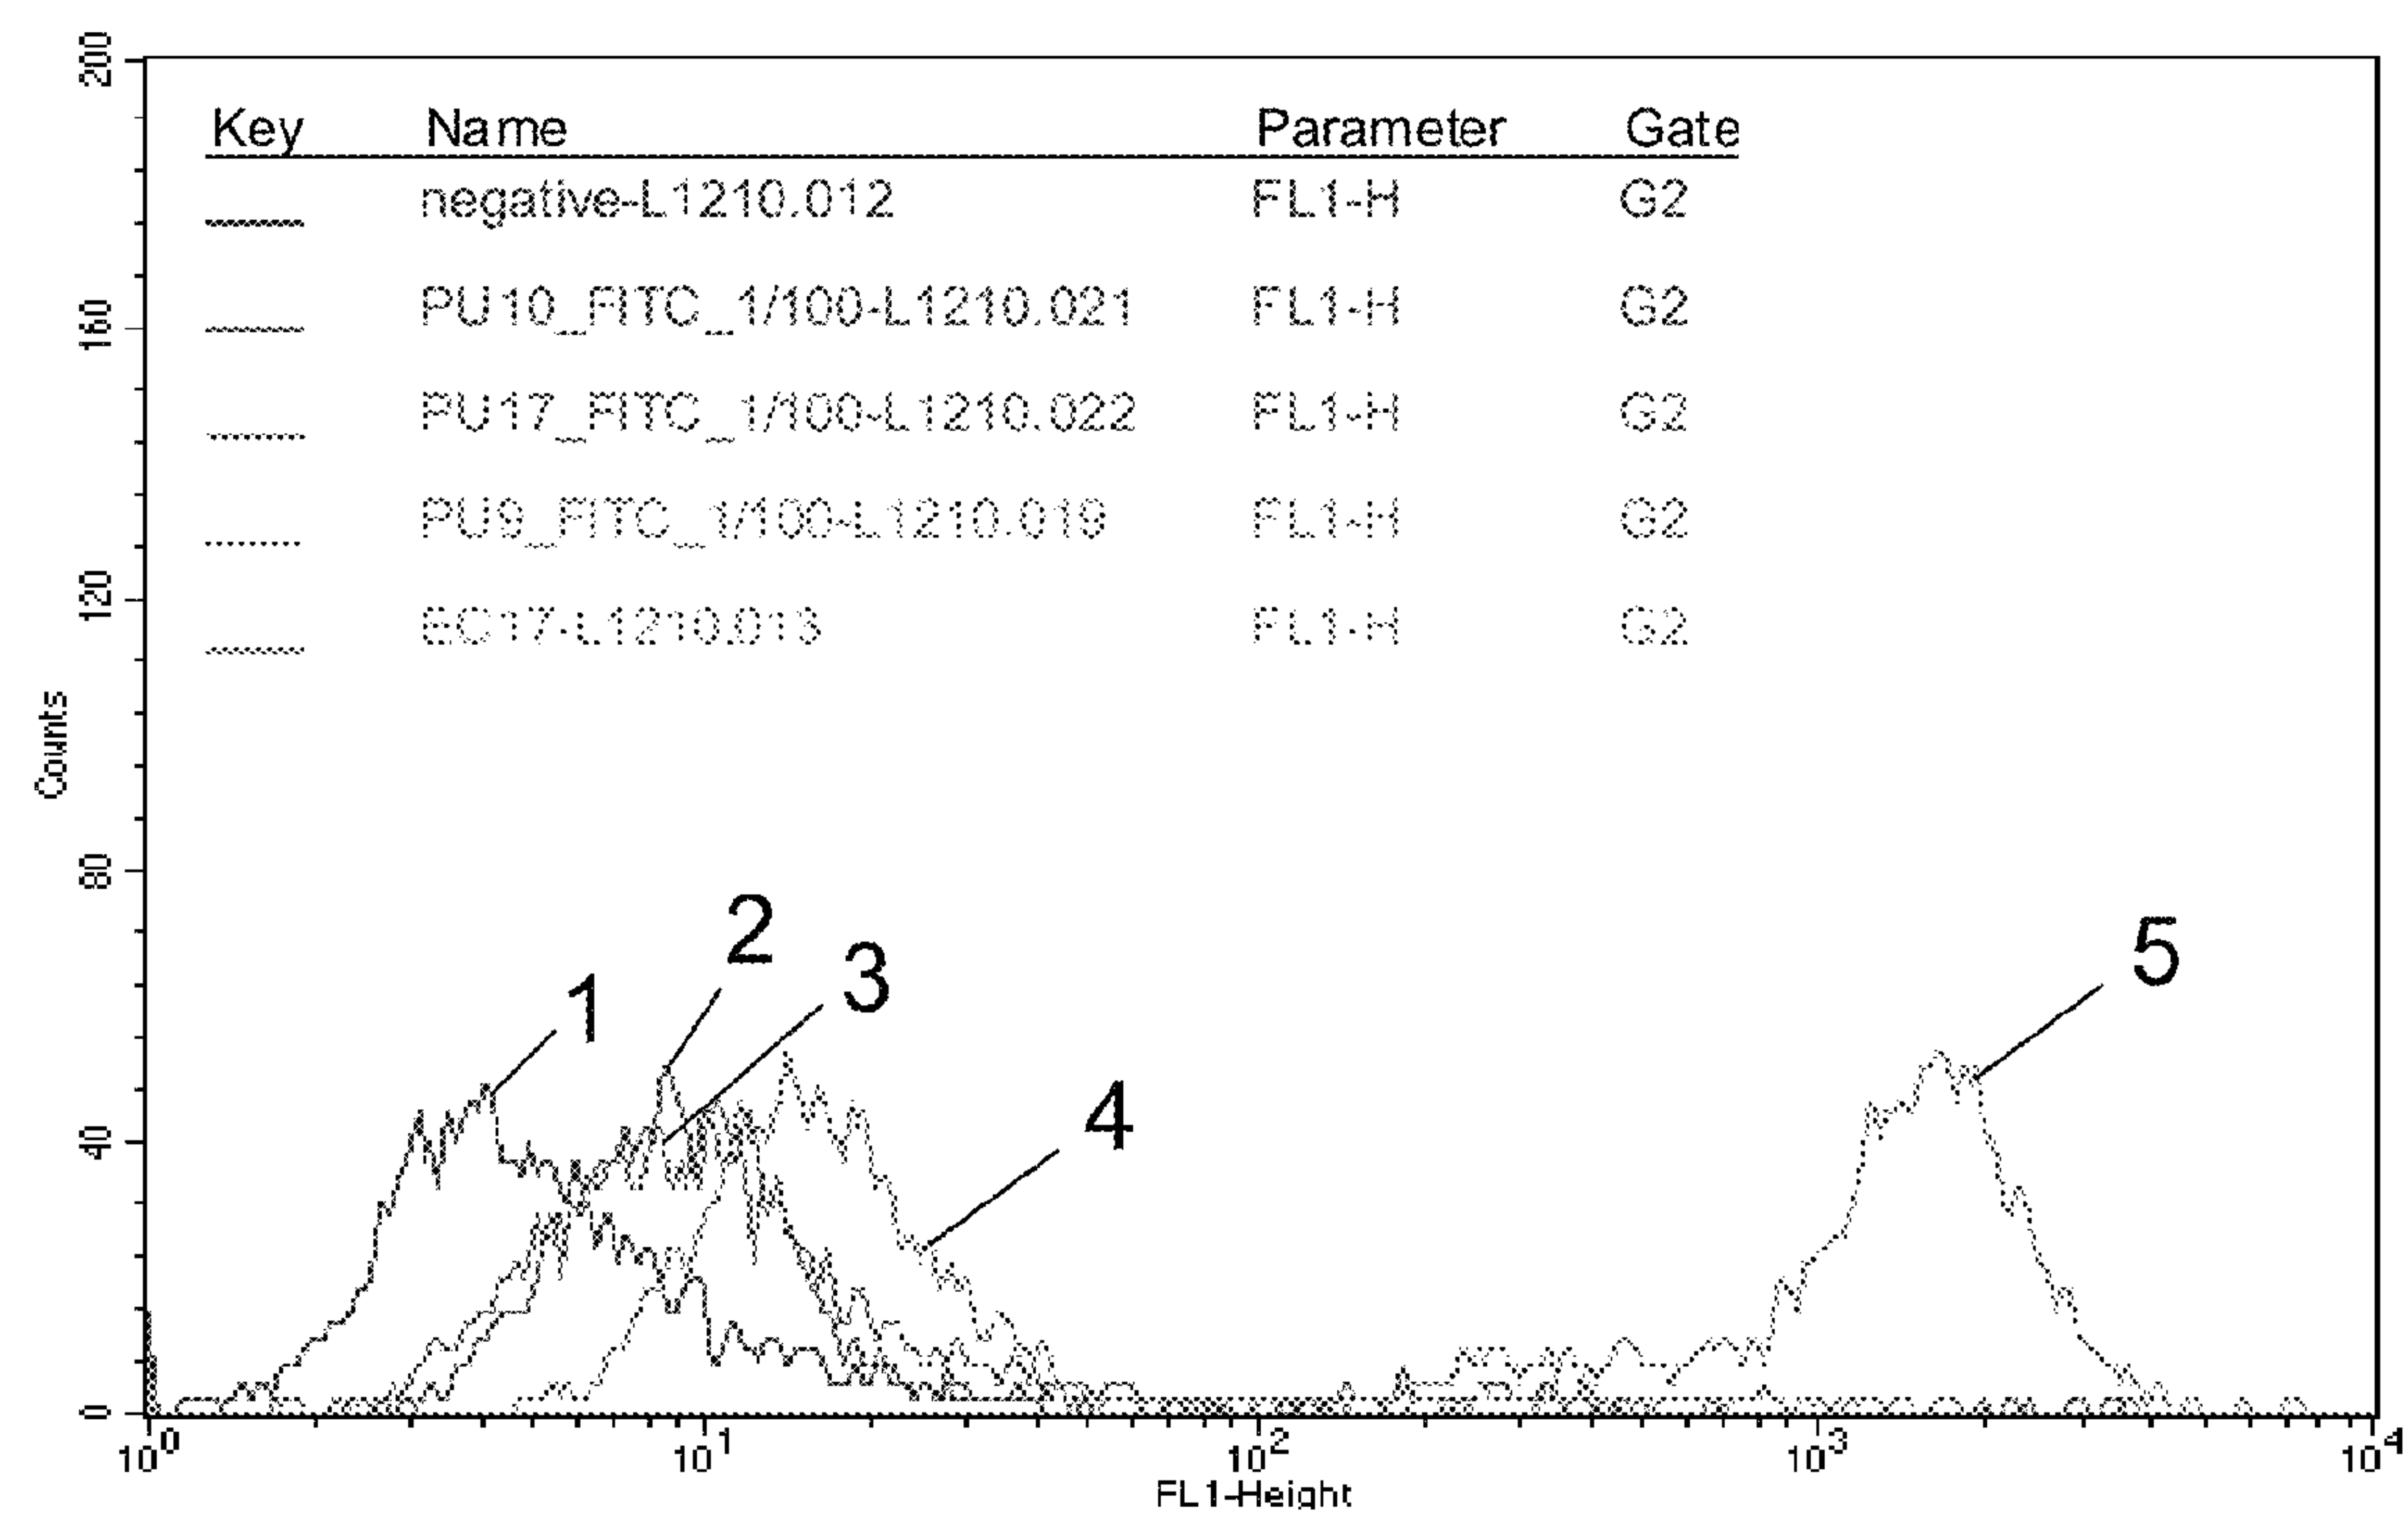 Key Name Parameter Gate
negative-L1210.012 FL1-H G2
PU10_FITC_1/100-L1210.021 FL1-H G2
PU17_FITC_1/100-L1210.022 FL1-H G2
PU9_FITC_1/100-L1210.019 FL1-H G2
EC17-L1210.013 FL1-H G2
200
160
120
80
40
0
Counts
1
2
3
4
5
10^0 10^1 10^2 10^3 10^4
FL1-Height